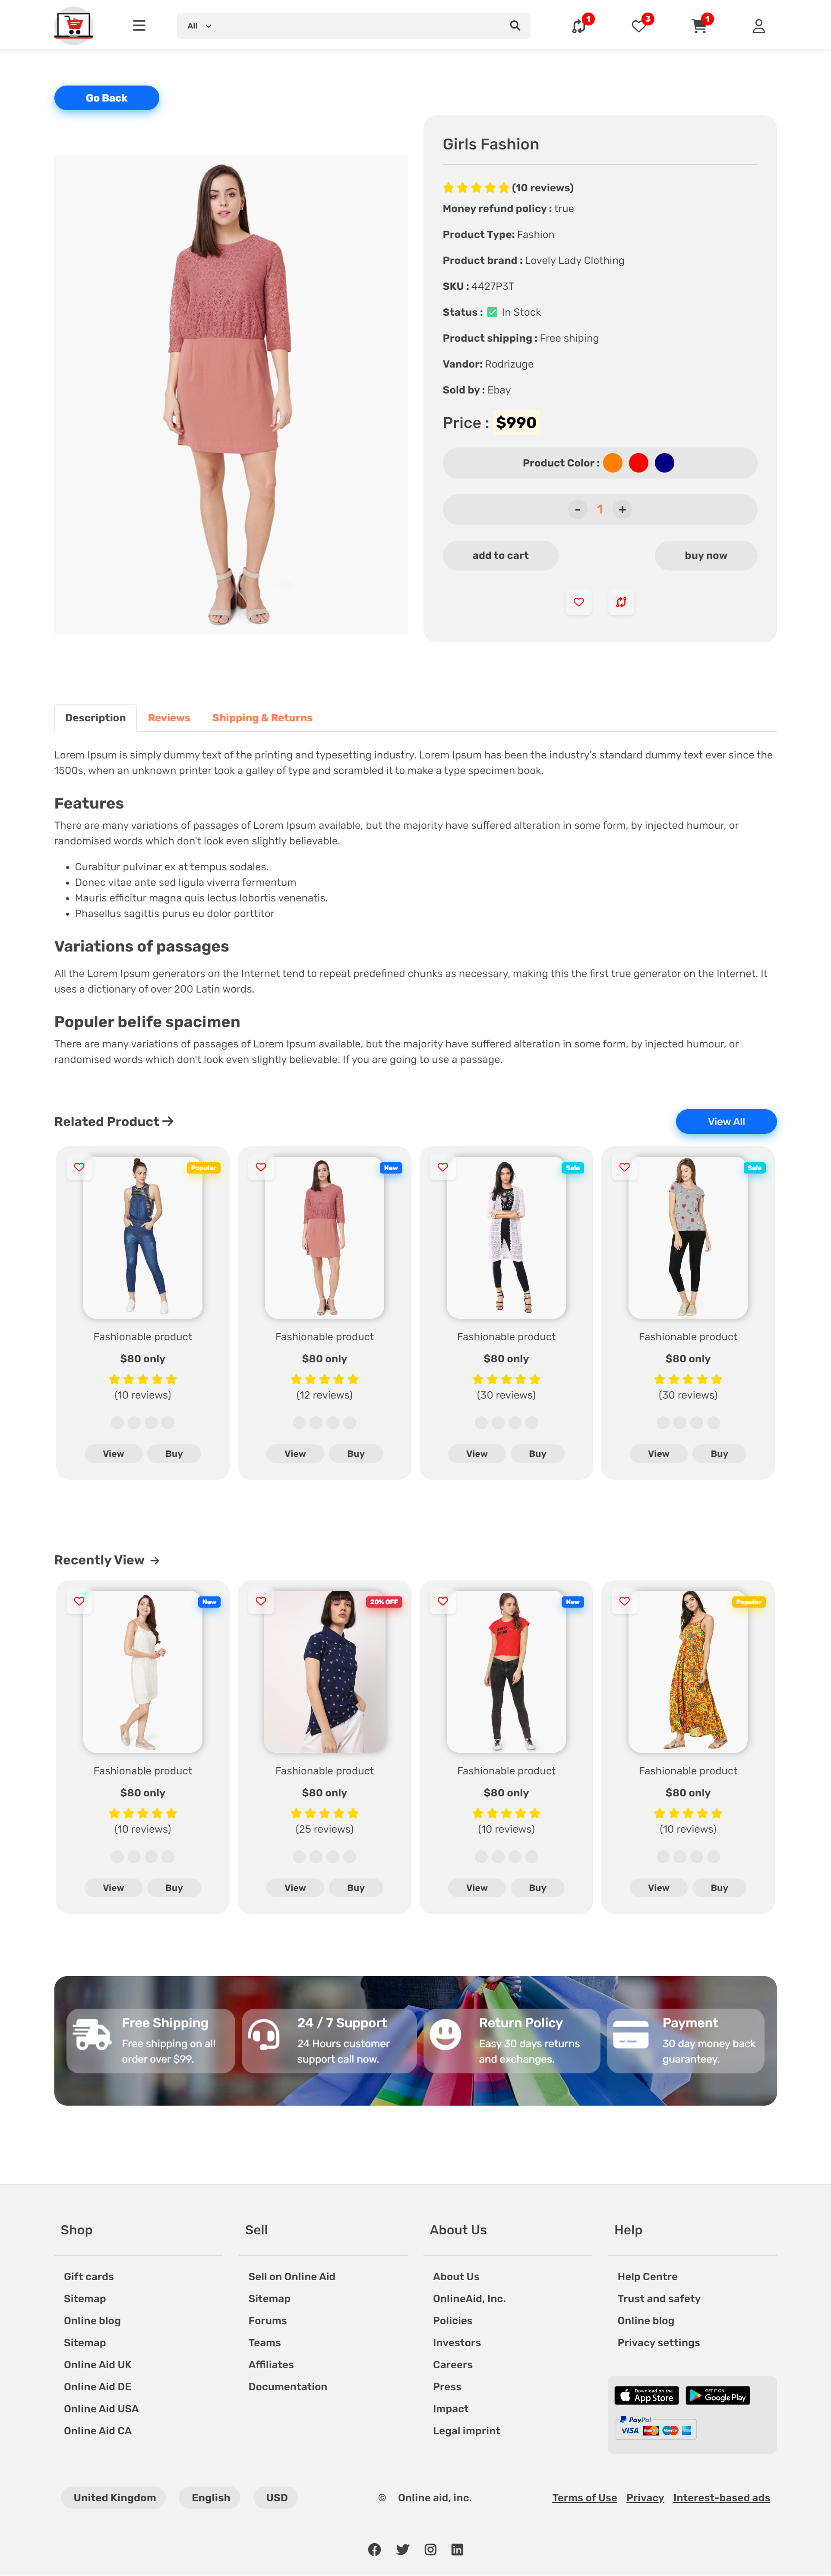 All
1
3
1
Go Back
Girls Fashion
(10 reviews)
Money refund policy : true
Product Type: Fashion
Product brand : Lovely Lady Clothing
SKU : 4427P3T
Status : In Stock
Product shipping : Free shiping
Vandor: Rodrizuge
Sold by : Ebay
Price : $990
Product Color :
- 1 +
add to cart
buy now
Description
Reviews
Shipping & Returns
Lorem Ipsum is simply dummy text of the printing and typesetting industry. Lorem Ipsum has been the industry's standard dummy text ever since the
1500s, when an unknown printer took a galley of type and scrambled it to make a type specimen book.
Features
There are many variations of passages of Lorem Ipsum available, but the majority have suffered alteration in some form, by injected humour, or
randomised words which don't look even slightly believable.
• Curabitur pulvinar ex at tempus sodales.
• Donec vitae ante sed ligula viverra fermentum
• Mauris efficitur magna quis lectus lobortis venenatis.
• Phasellus sagittis purus eu dolor porttitor
Variations of passages
All the Lorem Ipsum generators on the Internet tend to repeat predefined chunks as necessary, making this the first true generator on the Internet. It
uses a dictionary of over 200 Latin words.
Populer belife spacimen
There are many variations of passages of Lorem Ipsum available, but the majority have suffered alteration in some form, by injected humour, or
randomised words which don't look even slightly believable. If you are going to use a passage.
Related Product
View All
Popular
Fashionable product
$80 only
(10 reviews)
View
Buy
New
Fashionable product
$80 only
(12 reviews)
View
Buy
Sale
Fashionable product
$80 only
(30 reviews)
View
Buy
Sale
Fashionable product
$80 only
(30 reviews)
View
Buy
Recently View
New
Fashionable product
$80 only
(10 reviews)
View
Buy
20% OFF
Fashionable product
$80 only
(25 reviews)
View
Buy
New
Fashionable product
$80 only
(10 reviews)
View
Buy
Popular
Fashionable product
$80 only
(10 reviews)
View
Buy
Free Shipping
Free shipping on all
order over $99.
24 / 7 Support
24 Hours customer
support call now.
Return Policy
Easy 30 days returns
and exchanges.
Payment
30 day money back
guaranteey.
Shop
Gift cards
Sitemap
Online blog
Sitemap
Online Aid UK
Online Aid DE
Online Aid USA
Online Aid CA
Sell
Sell on Online Aid
Sitemap
Forums
Teams
Affiliates
Documentation
About Us
About Us
OnlineAid, Inc.
Policies
Investors
Careers
Press
Impact
Legal imprint
Help
Help Centre
Trust and safety
Online blog
Privacy settings
Download on the
App Store
GET IT ON
Google Play
PayPal
VISA
United Kingdom
English
USD
© Online aid, inc.
Terms of Use
Privacy
Interest-based ads